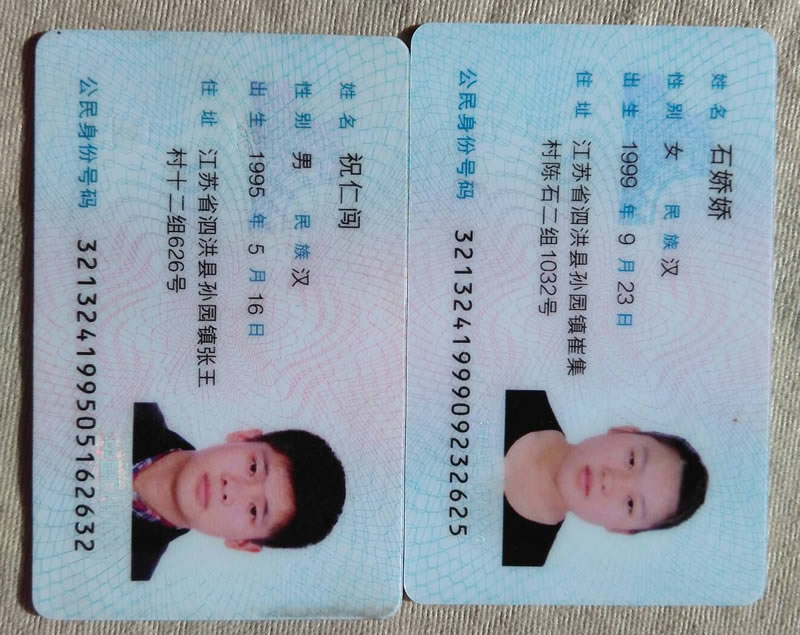 姓名 祝仁闯
性别 男 民族 汉
出生 1995 年 5 月 16 日
住址 江苏省泗洪县孙园镇张王
村十二组626号
公民身份号码 321324199505162632
姓名 石娇娇
性别 女 民族 汉
出生 1999 年 9 月 23 日
住址 江苏省泗洪县孙园镇崔集
村陈石二组1032号
公民身份号码 321324199909232625